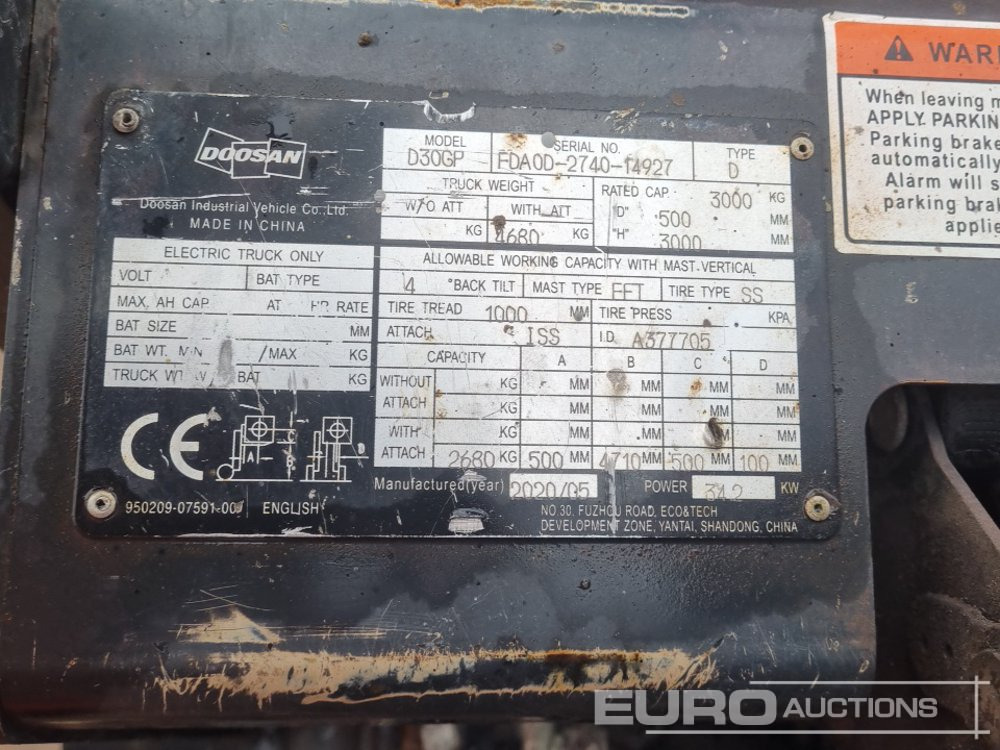 DOOSAN
Doosan Industrial Vehicle Co., Ltd.
MADE IN CHINA
MODEL D30GP
SERIAL NO. FDA0D-2740-14927
TYPE D
TRUCK WEIGHT
W/O ATT KG
WITH ATT 4680 KG
RATED CAP. 3000 KG
"D" 500 MM
"H" 3000 MM
ELECTRIC TRUCK ONLY
VOLT BAT TYPE
MAX. AH CAP. AT HR RATE
BAT SIZE MM
BAT WT. MIN /MAX KG
TRUCK WT BAT KG
ALLOWABLE WORKING CAPACITY WITH MAST VERTICAL
4 °BACK TILT MAST TYPE FFT TIRE TYPE SS
TIRE TREAD 1000 MM TIRE PRESS KPA
ATTACH ISS I.D. A377705
CAPACITY A B C D
WITHOUT KG MM MM MM MM
ATTACH KG MM MM MM MM
WITH KG MM MM MM MM
ATTACH 2680 KG 500 MM 4710 MM 500 MM 100 MM
Manufactured(year) 2020/05 POWER 34.2 KW
CE
A B C D
950209-07591-00 ENGLISH
NO 30. FUZHOU ROAD, ECO&TECH
DEVELOPMENT ZONE, YANTAI, SHANDONG, CHINA
When leaving
APPLY. PARKIN
Parking brake
automatically
Alarm will s
parking brak
applie
EURO AUCTIONS